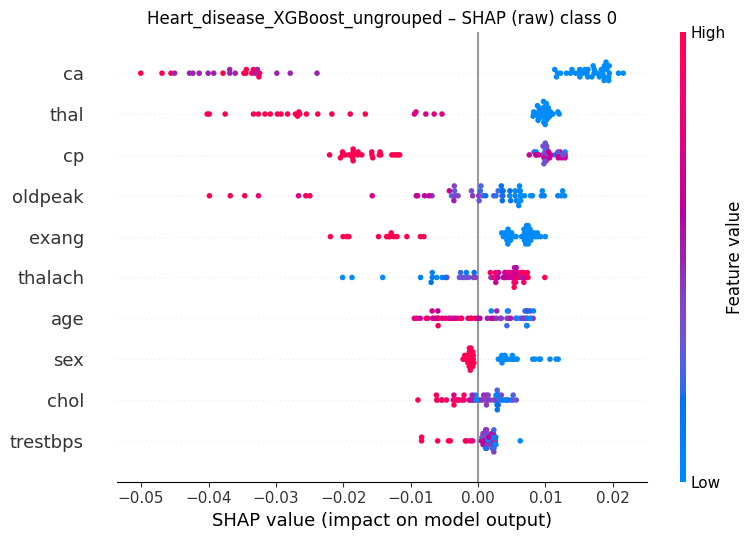 Heart_disease_XGBoost_ungrouped – SHAP (raw) class 0
High
ca
thal
cp
oldpeak
exang
thalach
age
sex
chol
trestbps
Feature value
Low
−0.05 −0.04 −0.03 −0.02 −0.01 0.00 0.01 0.02
SHAP value (impact on model output)